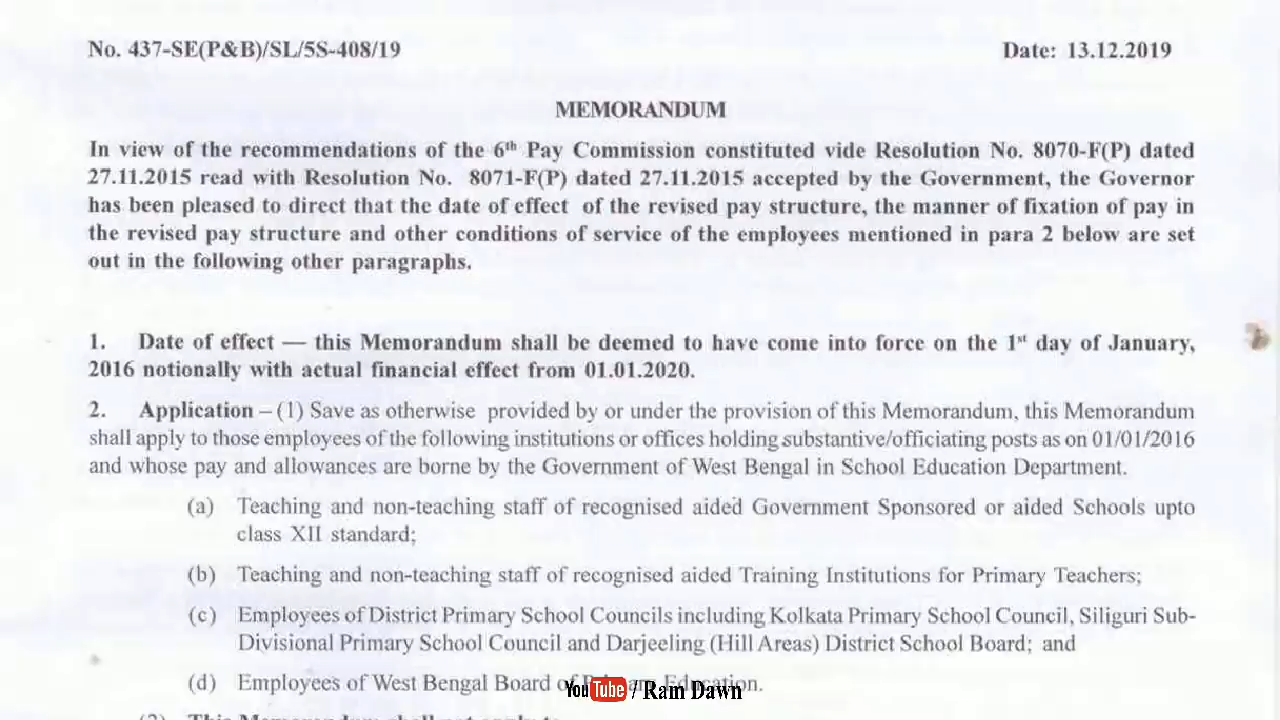 No. 437-SE(P&B)/SL/5S-408/19 Date: 13.12.2019
MEMORANDUM
In view of the recommendations of the 6th Pay Commission constituted vide Resolution No. 8070-F(P) dated
27.11.2015 read with Resolution No. 8071-F(P) dated 27.11.2015 accepted by the Government, the Governor
has been pleased to direct that the date of effect of the revised pay structure, the manner of fixation of pay in
the revised pay structure and other conditions of service of the employees mentioned in para 2 below are set
out in the following other paragraphs.
1. Date of effect — this Memorandum shall be deemed to have come into force on the 1st day of January,
2016 notionally with actual financial effect from 01.01.2020.
2. Application – (1) Save as otherwise provided by or under the provision of this Memorandum, this Memorandum
shall apply to those employees of the following institutions or offices holding substantive/officiating posts as on 01/01/2016
and whose pay and allowances are borne by the Government of West Bengal in School Education Department.
(a) Teaching and non-teaching staff of recognised aided Government Sponsored or aided Schools upto
class XII standard;
(b) Teaching and non-teaching staff of recognised aided Training Institutions for Primary Teachers;
(c) Employees of District Primary School Councils including Kolkata Primary School Council, Siliguri Sub-
Divisional Primary School Council and Darjeeling (Hill Areas) District School Board; and
(d) Employees of West Bengal Board of Education.
YouTube / Ram Dawn